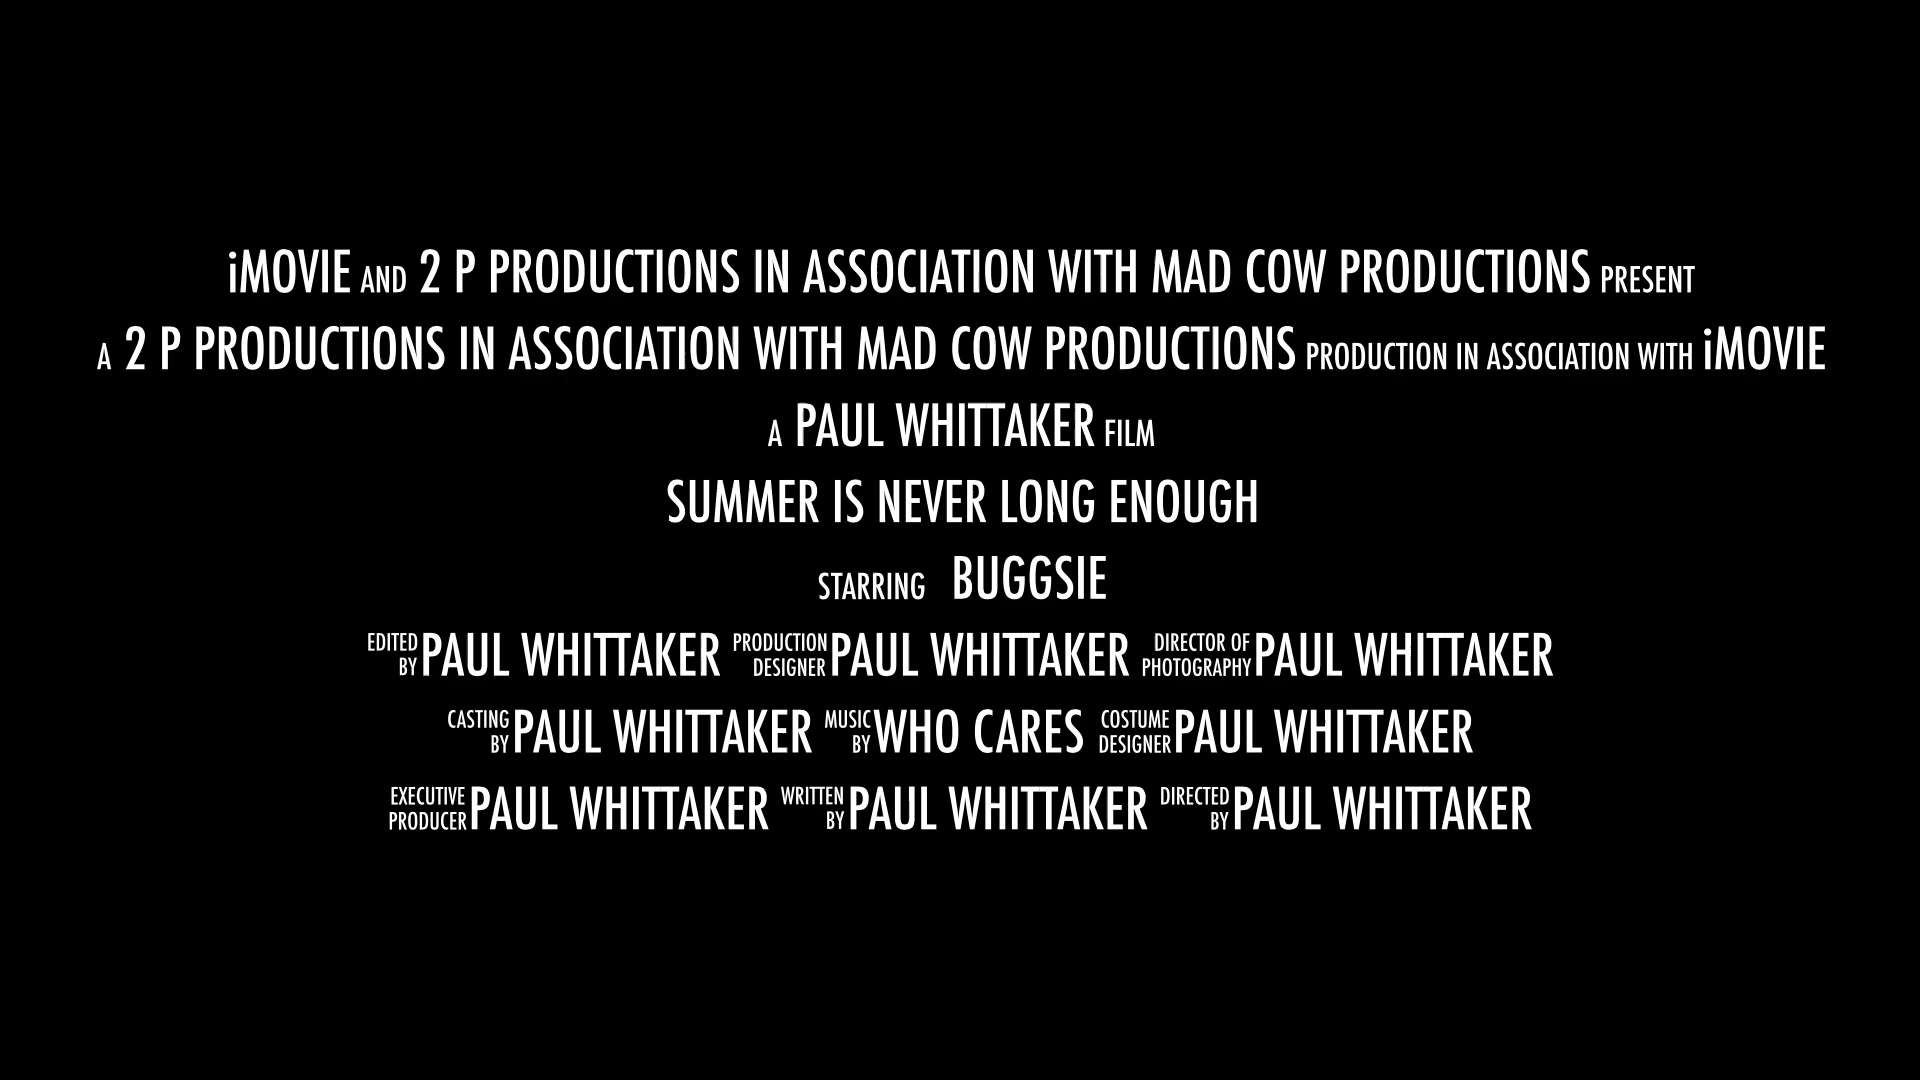 iMOVIE AND 2 P PRODUCTIONS IN ASSOCIATION WITH MAD COW PRODUCTIONS PRESENT
A 2 P PRODUCTIONS IN ASSOCIATION WITH MAD COW PRODUCTIONS PRODUCTION IN ASSOCIATION WITH iMOVIE
A PAUL WHITTAKER FILM
SUMMER IS NEVER LONG ENOUGH
STARRING BUGGSIE
EDITED BY PAUL WHITTAKER PRODUCTION DESIGNER PAUL WHITTAKER DIRECTOR OF PHOTOGRAPHY PAUL WHITTAKER
CASTING BY PAUL WHITTAKER MUSIC BY WHO CARES COSTUME DESIGNER PAUL WHITTAKER
EXECUTIVE PRODUCER PAUL WHITTAKER WRITTEN BY PAUL WHITTAKER DIRECTED BY PAUL WHITTAKER